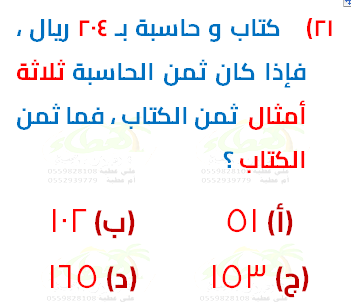 ٢١) كتاب و حاسبة بـ ٢٠٤ ريال ،
فإذا كان ثمن الحاسبة ثلاثة
أمثال ثمن الكتاب ، فما ثمن
الكتاب ؟
(أ) ٥١ (ب) ١٠٢
(ج) ١٥٣ (د) ١٦٥